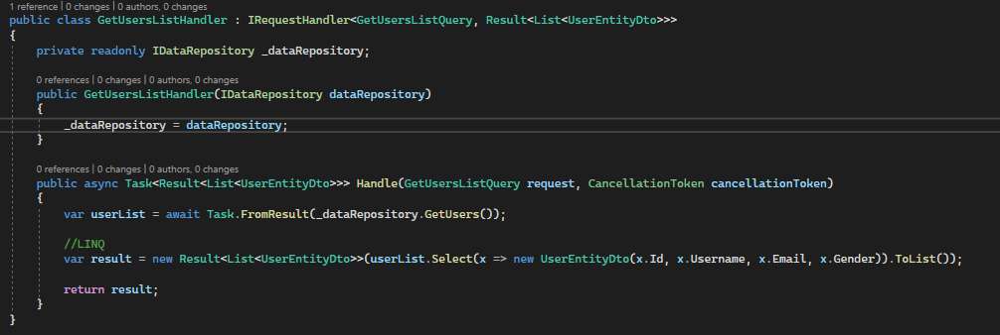 1 reference | 0 changes | 0 authors, 0 changes
public class GetUsersListHandler : IRequestHandler<GetUsersListQuery, Result<List<UserEntityDto>>>
{
private readonly IDataRepository _dataRepository;
0 references | 0 changes | 0 authors, 0 changes
public GetUsersListHandler(IDataRepository dataRepository)
{
_dataRepository = dataRepository;
}
0 references | 0 changes | 0 authors, 0 changes
public async Task<Result<List<UserEntityDto>>> Handle(GetUsersListQuery request, CancellationToken cancellationToken)
{
var userList = await Task.FromResult(_dataRepository.GetUsers());
//LINQ
var result = new Result<List<UserEntityDto>>(userList.Select(x => new UserEntityDto(x.Id, x.Username, x.Email, x.Gender)).ToList());
return result;
}
}